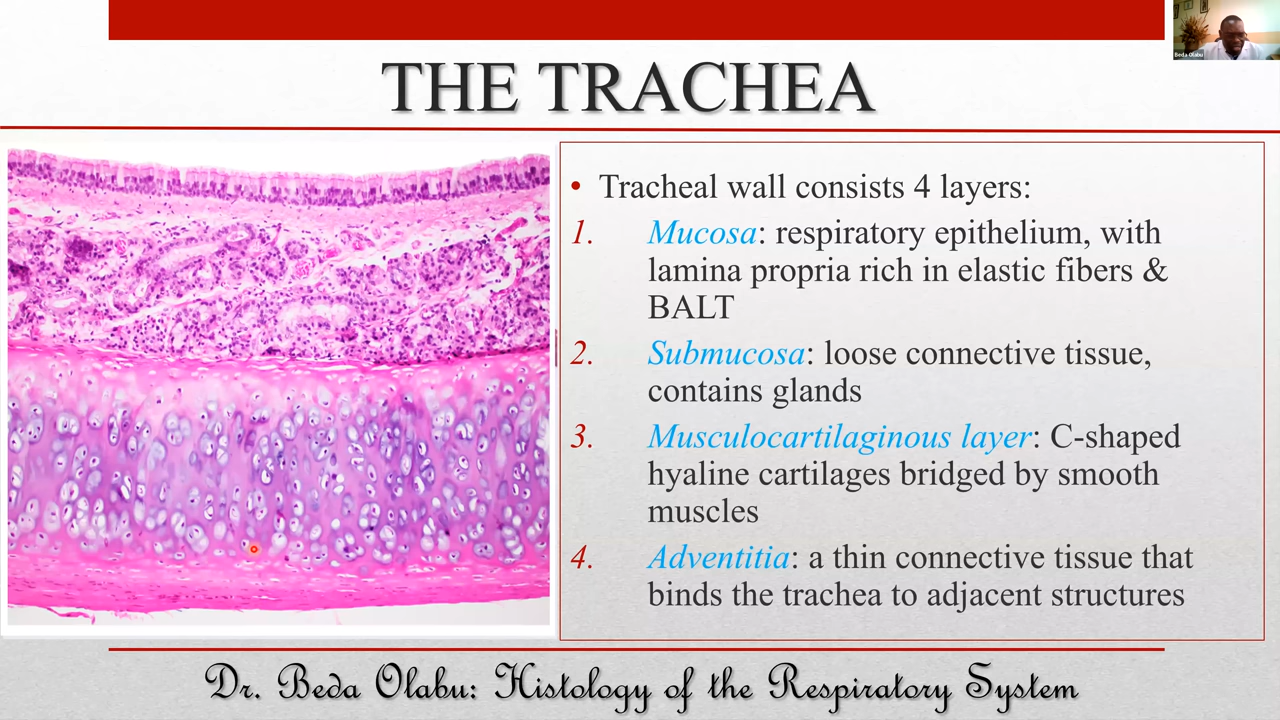 Beda Olabu
THE TRACHEA
• Tracheal wall consists 4 layers:
1. Mucosa: respiratory epithelium, with
lamina propria rich in elastic fibers &
BALT
2. Submucosa: loose connective tissue,
contains glands
3. Musculocartilaginous layer: C-shaped
hyaline cartilages bridged by smooth
muscles
4. Adventitia: a thin connective tissue that
binds the trachea to adjacent structures
Dr. Beda Olabu: Histology of the Respiratory System